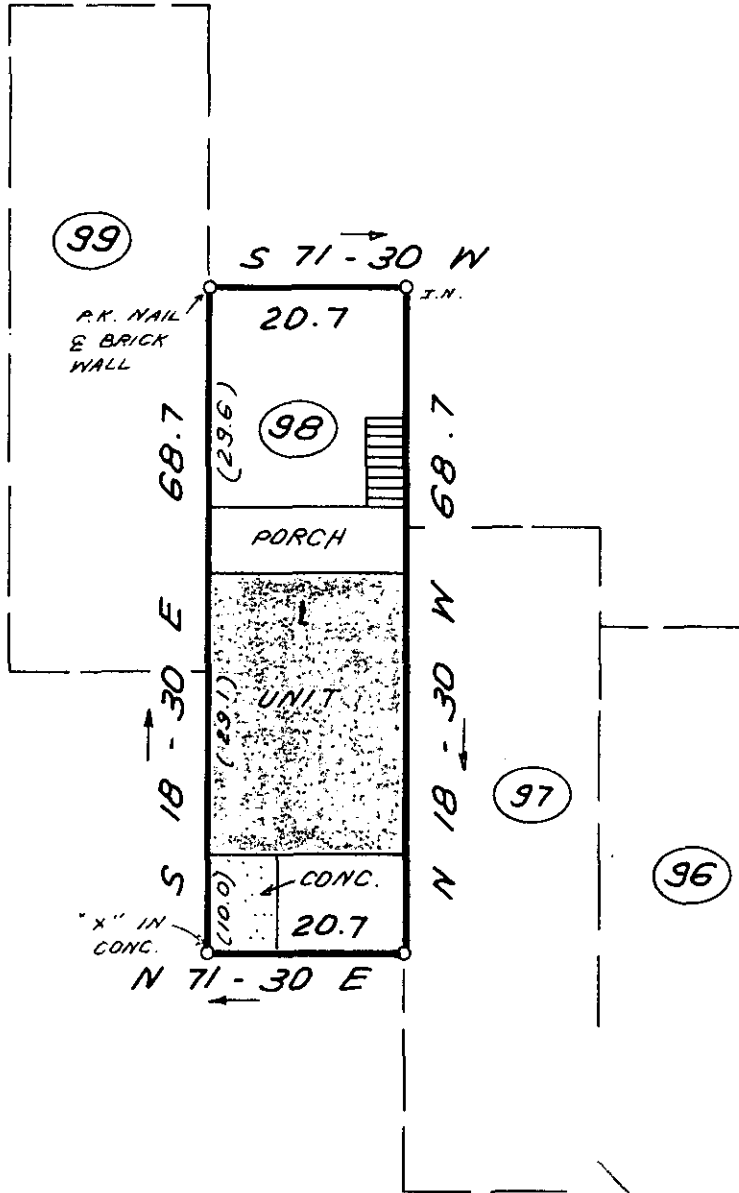 99
S 71-30 W
P.K. NAIL
& BRICK
WALL
I.N.
20.7
68.7
(29.6)
98
68.7
PORCH
1
UNIT
S 18-30 E
(29.1)
N 18-30 W
97
96
CONC.
(10.0)
20.7
"X" IN
CONC.
N 71-30 E